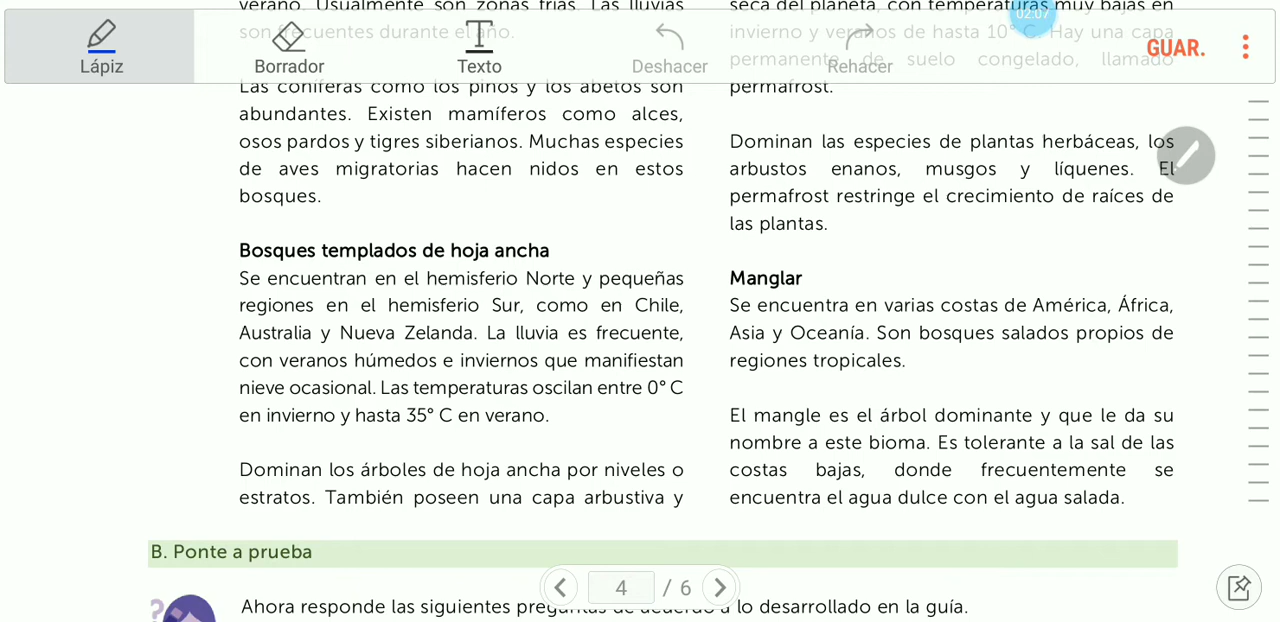 verano. Usualmente son zonas frías. Las lluvias
son frecuentes durante el año.
Las coníferas como los pinos y los abetos son
abundantes. Existen mamíferos como alces,
osos pardos y tigres siberianos. Muchas especies
de aves migratorias hacen nidos en estos
bosques.
Bosques templados de hoja ancha
Se encuentran en el hemisferio Norte y pequeñas
regiones en el hemisferio Sur, como en Chile,
Australia y Nueva Zelanda. La lluvia es frecuente,
con veranos húmedos e inviernos que manifiestan
nieve ocasional. Las temperaturas oscilan entre 0° C
en invierno y hasta 35° C en verano.
Dominan los árboles de hoja ancha por niveles o
estratos. También poseen una capa arbustiva y
seca del planeta, con temperaturas muy bajas en
invierno y veranos de hasta 10° C. Hay una capa
permanente de suelo congelado, llamado
permafrost.
Dominan las especies de plantas herbáceas, los
arbustos enanos, musgos y líquenes. El
permafrost restringe el crecimiento de raíces de
las plantas.
Manglar
Se encuentra en varias costas de América, África,
Asia y Oceanía. Son bosques salados propios de
regiones tropicales.
El mangle es el árbol dominante y que le da su
nombre a este bioma. Es tolerante a la sal de las
costas bajas, donde frecuentemente se
encuentra el agua dulce con el agua salada.
B. Ponte a prueba
Ahora responde las siguientes preguntas de acuerdo a lo desarrollado en la guía.
Lápiz
Borrador
Texto
Deshacer
Rehacer
GUAR.
02:07
4 / 6